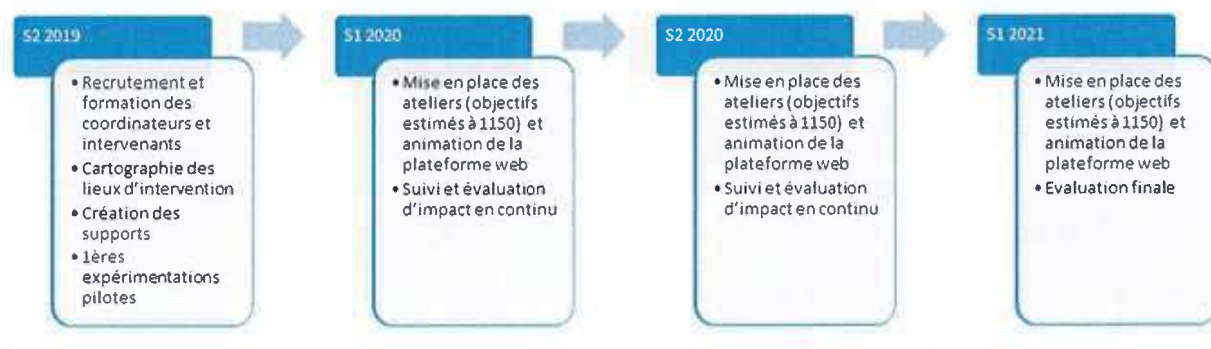 S2 2019
• Recrutement et
formation des
coordinateurs et
intervenants
• Cartographie des
lieux d'intervention
• Création des
supports
• 1ères
expérimentations
pilotes
S1 2020
• Mise en place des
ateliers (objectifs
estimés à 1150) et
animation de la
plateforme web
• Suivi et évaluation
d'impact en continu
S2 2020
• Mise en place des
ateliers (objectifs
estimés à 1150) et
animation de la
plateforme web
• Suivi et évaluation
d'impact en continu
S1 2021
• Mise en place des
ateliers (objectifs
estimés à 1150) et
animation de la
plateforme web
• Evaluation finale